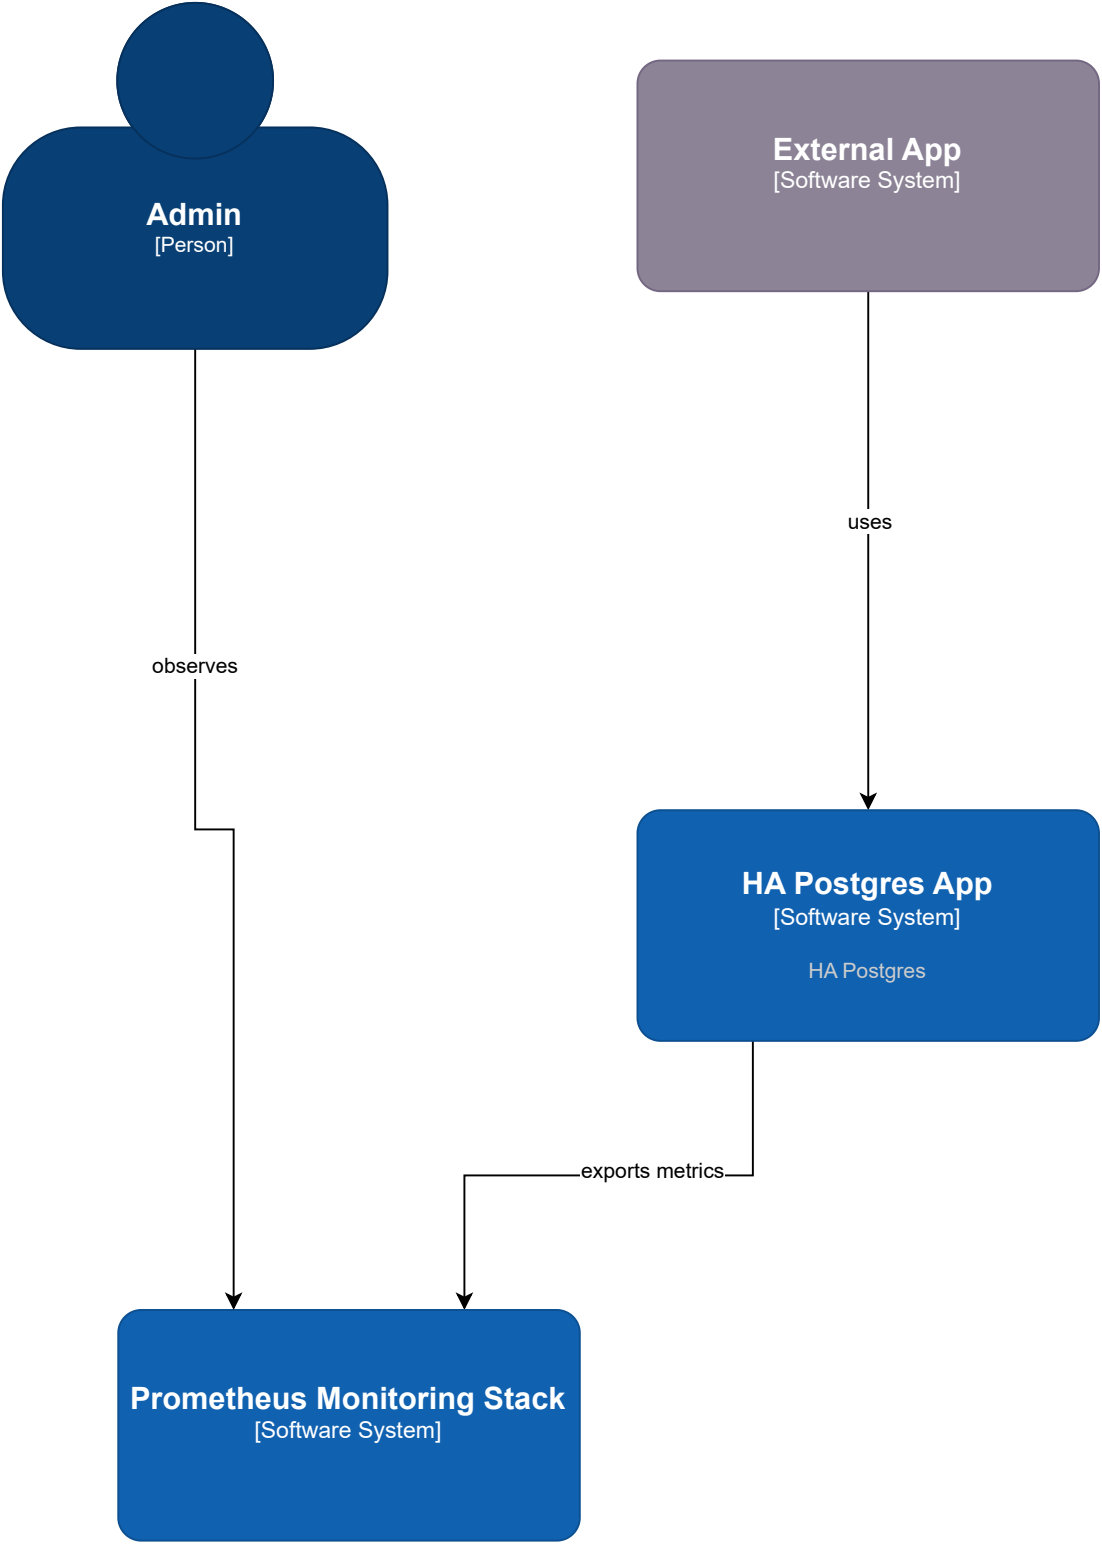 Admin
[Person]
External App
[Software System]
uses
observes
HA Postgres App
[Software System]
HA Postgres
exports metrics
Prometheus Monitoring Stack
[Software System]